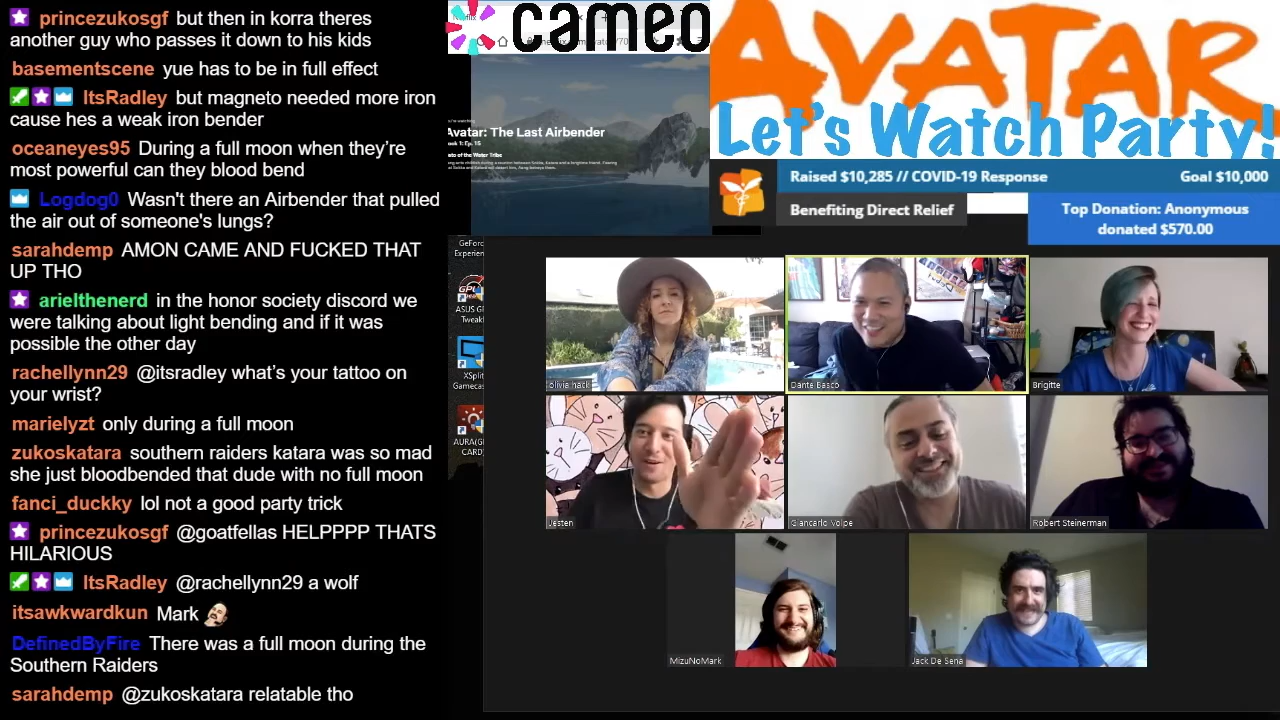 princezukosgf but then in korra theres
another guy who passes it down to his kids
basementscene yue has to be in full effect
ItsRadley but magneto needed more iron
cause hes a weak iron bender
oceaneyes95 During a full moon when they're
most powerful can they blood bend
Logdog0 Wasn't there an Airbender that pulled
the air out of someone's lungs?
sarahdemp AMON CAME AND FUCKED THAT
UP THO
arielthenerd in the honor society discord we
were talking about light bending and if it was
possible the other day
rachellynn29 @itsradley what's your tattoo on
your wrist?
marielyzt only during a full moon
zukoskatara southern raiders katara was so mad
she just bloodbended that dude with no full moon
fanci_duckky lol not a good party trick
princezukosgf @goatfellas HELPPPP THATS
HILARIOUS
ItsRadley @rachellynn29 a wolf
itsawkwardkun Mark
DefinedByFire There was a full moon during the
Southern Raiders
sarahdemp @zukoskatara relatable tho
cameo
Avatar: The Last Airbender
AVATAR
Let's Watch Party!
Raised $10,285 // COVID-19 Response
Goal $10,000
Benefiting Direct Relief
Top Donation: Anonymous
donated $570.00
GeForc
Experien
ASUS GP
Tweak
XSplit
Gamecas
AURA(G
CARD)
olivia hack
Dante Basco
Brigitte
Jesten
Giancarlo Volpe
Robert Steinerman
MizuNoMark
Jack De Sena